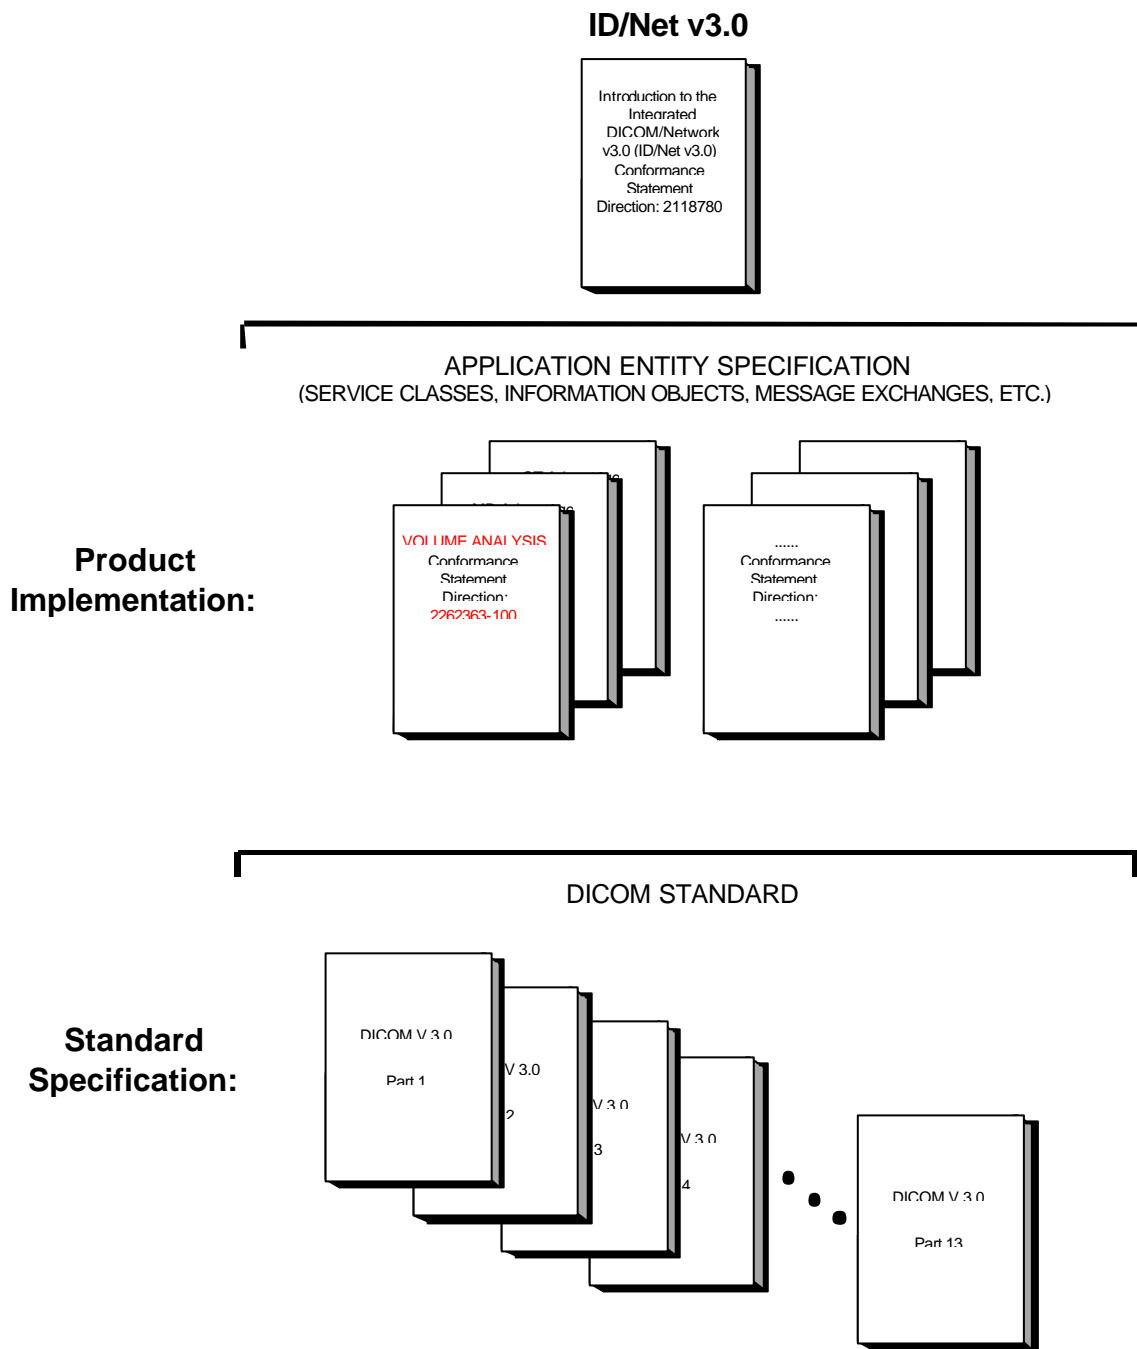 ID/Net v3.0
Introduction to the
Integrated
DICOM/Network
v3.0 (ID/Net v3.0)
Conformance
Statement
Direction: 2118780
APPLICATION ENTITY SPECIFICATION
(SERVICE CLASSES, INFORMATION OBJECTS, MESSAGE EXCHANGES, ETC.)
Product
Implementation:
VOLUME ANALYSIS
Conformance
Statement
Direction:
2262363-100
......
Conformance
Statement
Direction:
......
DICOM STANDARD
Standard
Specification:
DICOM V 3.0
Part 1
V 3.0
2
V 3.0
3
V 3.0
4
DICOM V 3.0
Part 13